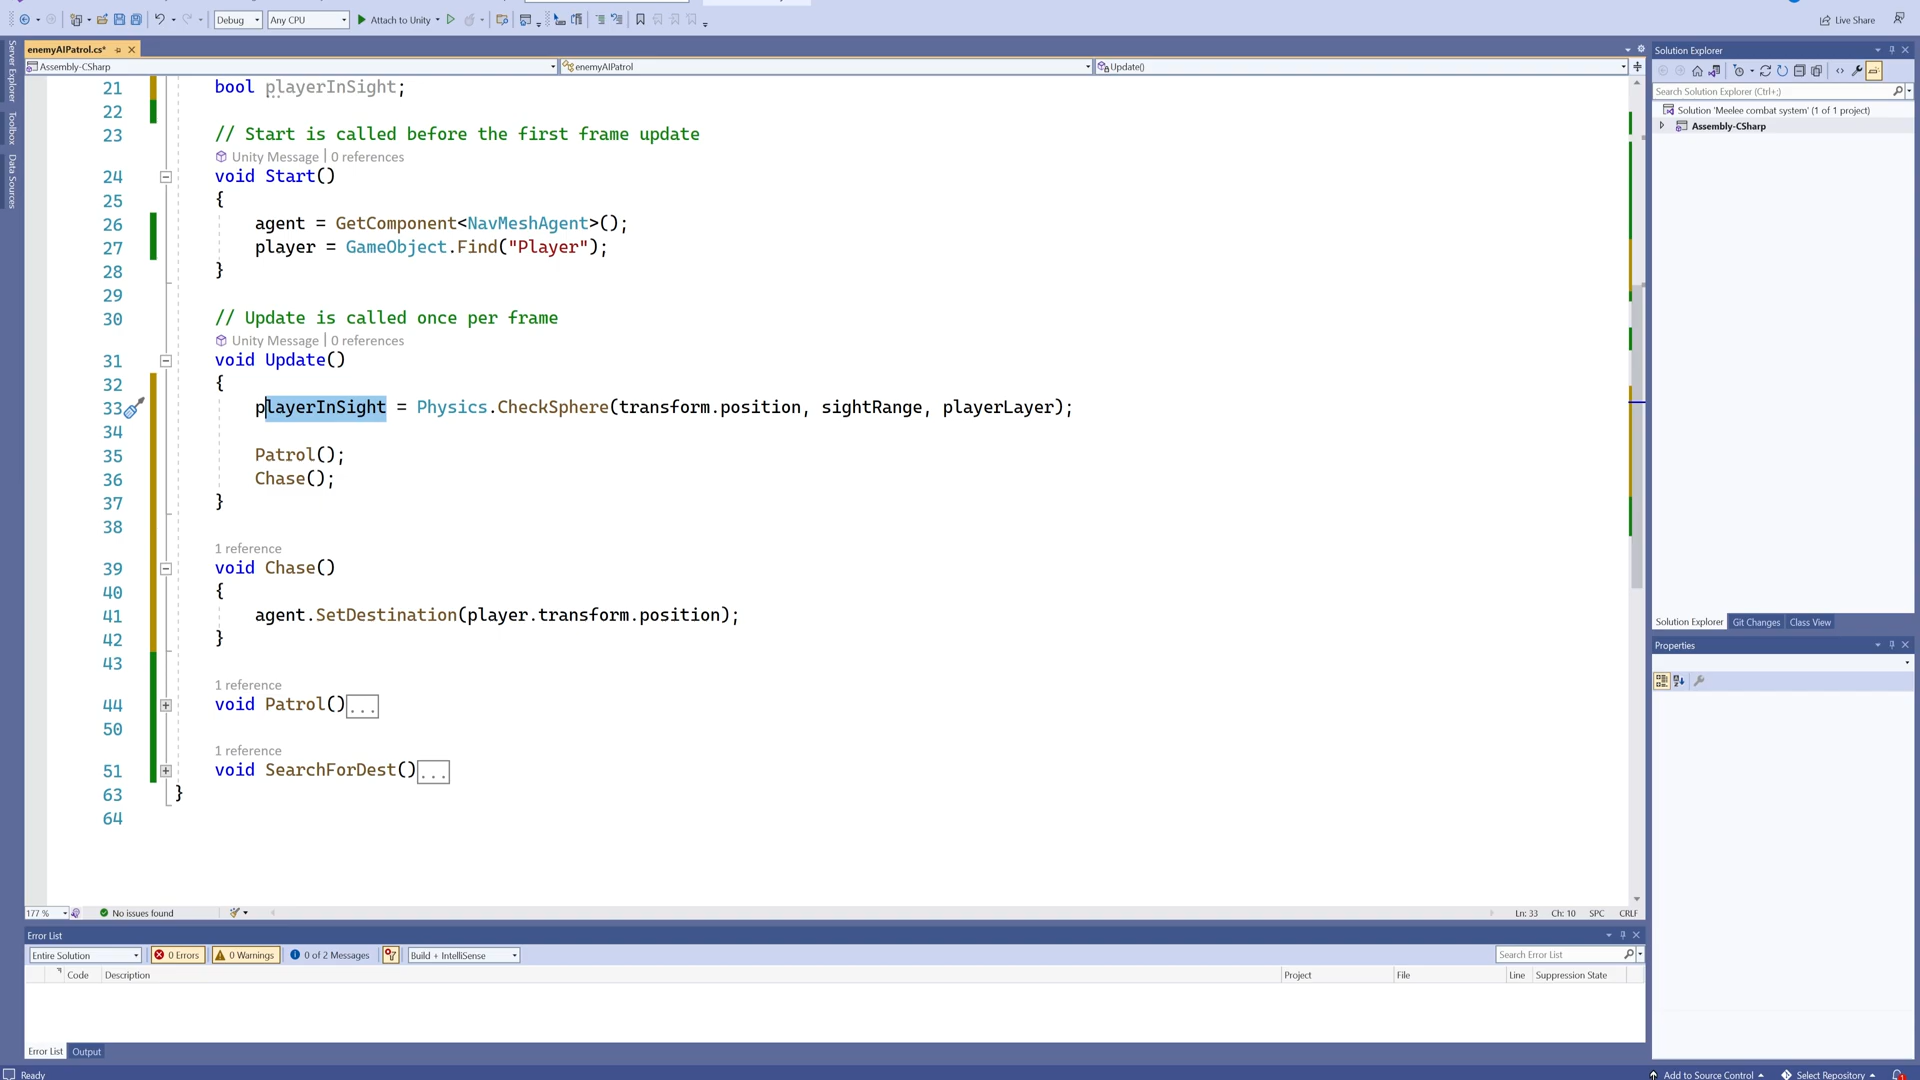 Debug
Any CPU
Attach to Unity
Live Share
Server Explorer
Toolbox
Data Sources
enemyAIPatrol.cs*
Assembly-CSharp
enemyAIPatrol
Update()
21 bool playerInSight;
22
23 // Start is called before the first frame update
Unity Message | 0 references
24 void Start()
25 {
26 agent = GetComponent<NavMeshAgent>();
27 player = GameObject.Find("Player");
28 }
29
30 // Update is called once per frame
Unity Message | 0 references
31 void Update()
32 {
33 playerInSight = Physics.CheckSphere(transform.position, sightRange, playerLayer);
34
35 Patrol();
36 Chase();
37 }
38
1 reference
39 void Chase()
40 {
41 agent.SetDestination(player.transform.position);
42 }
43
1 reference
44 void Patrol()...
50
1 reference
51 void SearchForDest()...
63 }
64
177 %
No issues found
Ln: 33 Ch: 10 SPC CRLF
Error List
Entire Solution
0 Errors
0 Warnings
0 of 2 Messages
Build + IntelliSense
Search Error List
Code Description Project File Line Suppression State
Error List Output
Ready
Add to Source Control
Select Repository
Solution Explorer
Search Solution Explorer (Ctrl+;)
Solution 'Meelee combat system' (1 of 1 project)
Assembly-CSharp
Solution Explorer Git Changes Class View
Properties